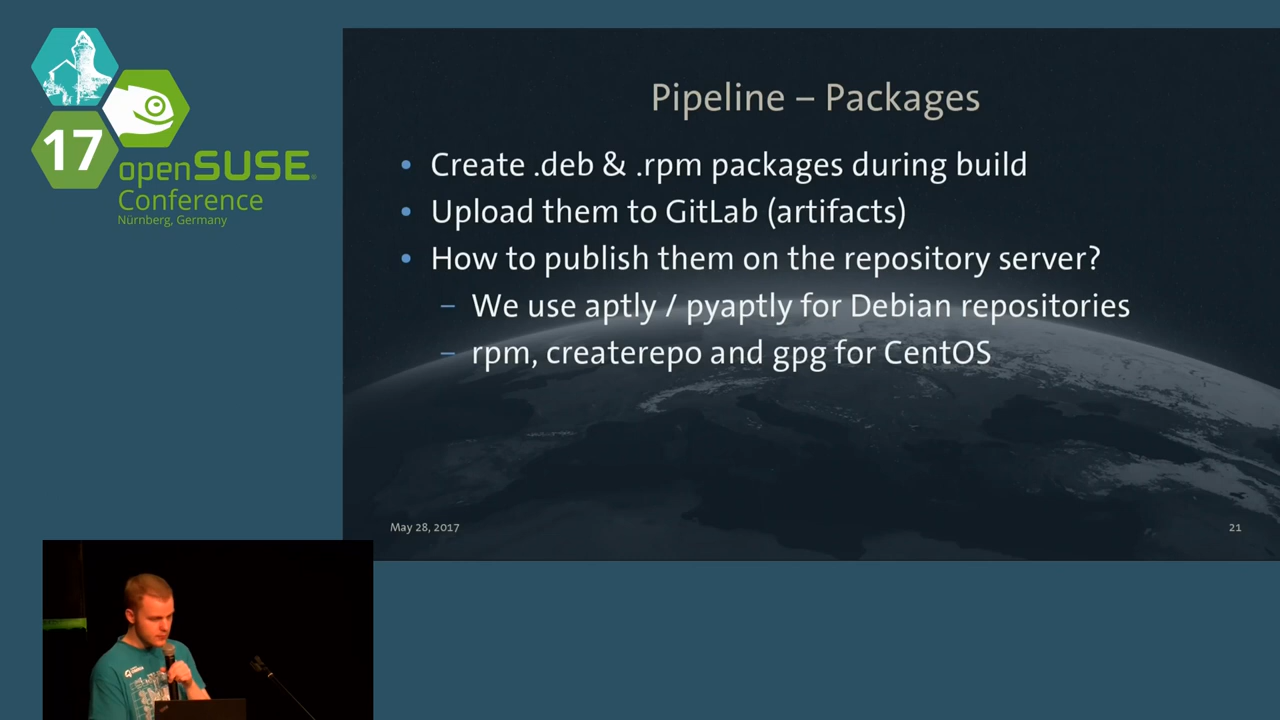 17
openSUSE
Conference
Nürnberg, Germany
Pipeline – Packages
• Create .deb & .rpm packages during build
• Upload them to GitLab (artifacts)
• How to publish them on the repository server?
– We use aptly / pyaptly for Debian repositories
– rpm, createrepo and gpg for CentOS
May 28, 2017
21